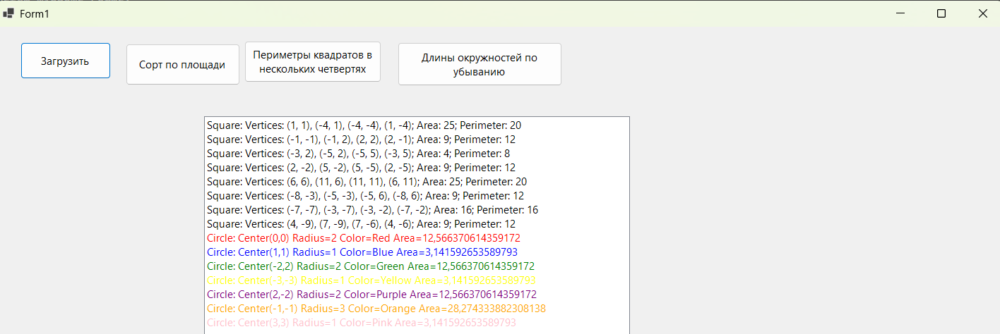 Form1
Загрузить
Сорт по площади
Периметры квадратов в
нескольких четвертях
Длины окружностей по
убыванию
Square: Vertices: (1, 1), (-4, 1), (-4, -4), (1, -4); Area: 25; Perimeter: 20
Square: Vertices: (-1, -1), (-1, 2), (2, 2), (2, -1); Area: 9; Perimeter: 12
Square: Vertices: (-3, 2), (-5, 2), (-5, 5), (-3, 5); Area: 4; Perimeter: 8
Square: Vertices: (2, -2), (5, -2), (5, -5), (2, -5); Area: 9; Perimeter: 12
Square: Vertices: (6, 6), (11, 6), (11, 11), (6, 11); Area: 25; Perimeter: 20
Square: Vertices: (-8, -3), (-5, -3), (-5, 6), (-8, 6); Area: 9; Perimeter: 12
Square: Vertices: (-7, -7), (-3, -7), (-3, -2), (-7, -2); Area: 16; Perimeter: 16
Square: Vertices: (4, -9), (7, -9), (7, -6), (4, -6); Area: 9; Perimeter: 12
Circle: Center(0,0) Radius=2 Color=Red Area=12,566370614359172
Circle: Center(1,1) Radius=1 Color=Blue Area=3,141592653589793
Circle: Center(-2,2) Radius=2 Color=Green Area=12,566370614359172
Circle: Center(-3,-3) Radius=1 Color=Yellow Area=3,141592653589793
Circle: Center(2,-2) Radius=2 Color=Purple Area=12,566370614359172
Circle: Center(-1,-1) Radius=3 Color=Orange Area=28,274333882308138
Circle: Center(3,3) Radius=1 Color=Pink Area=3,141592653589793